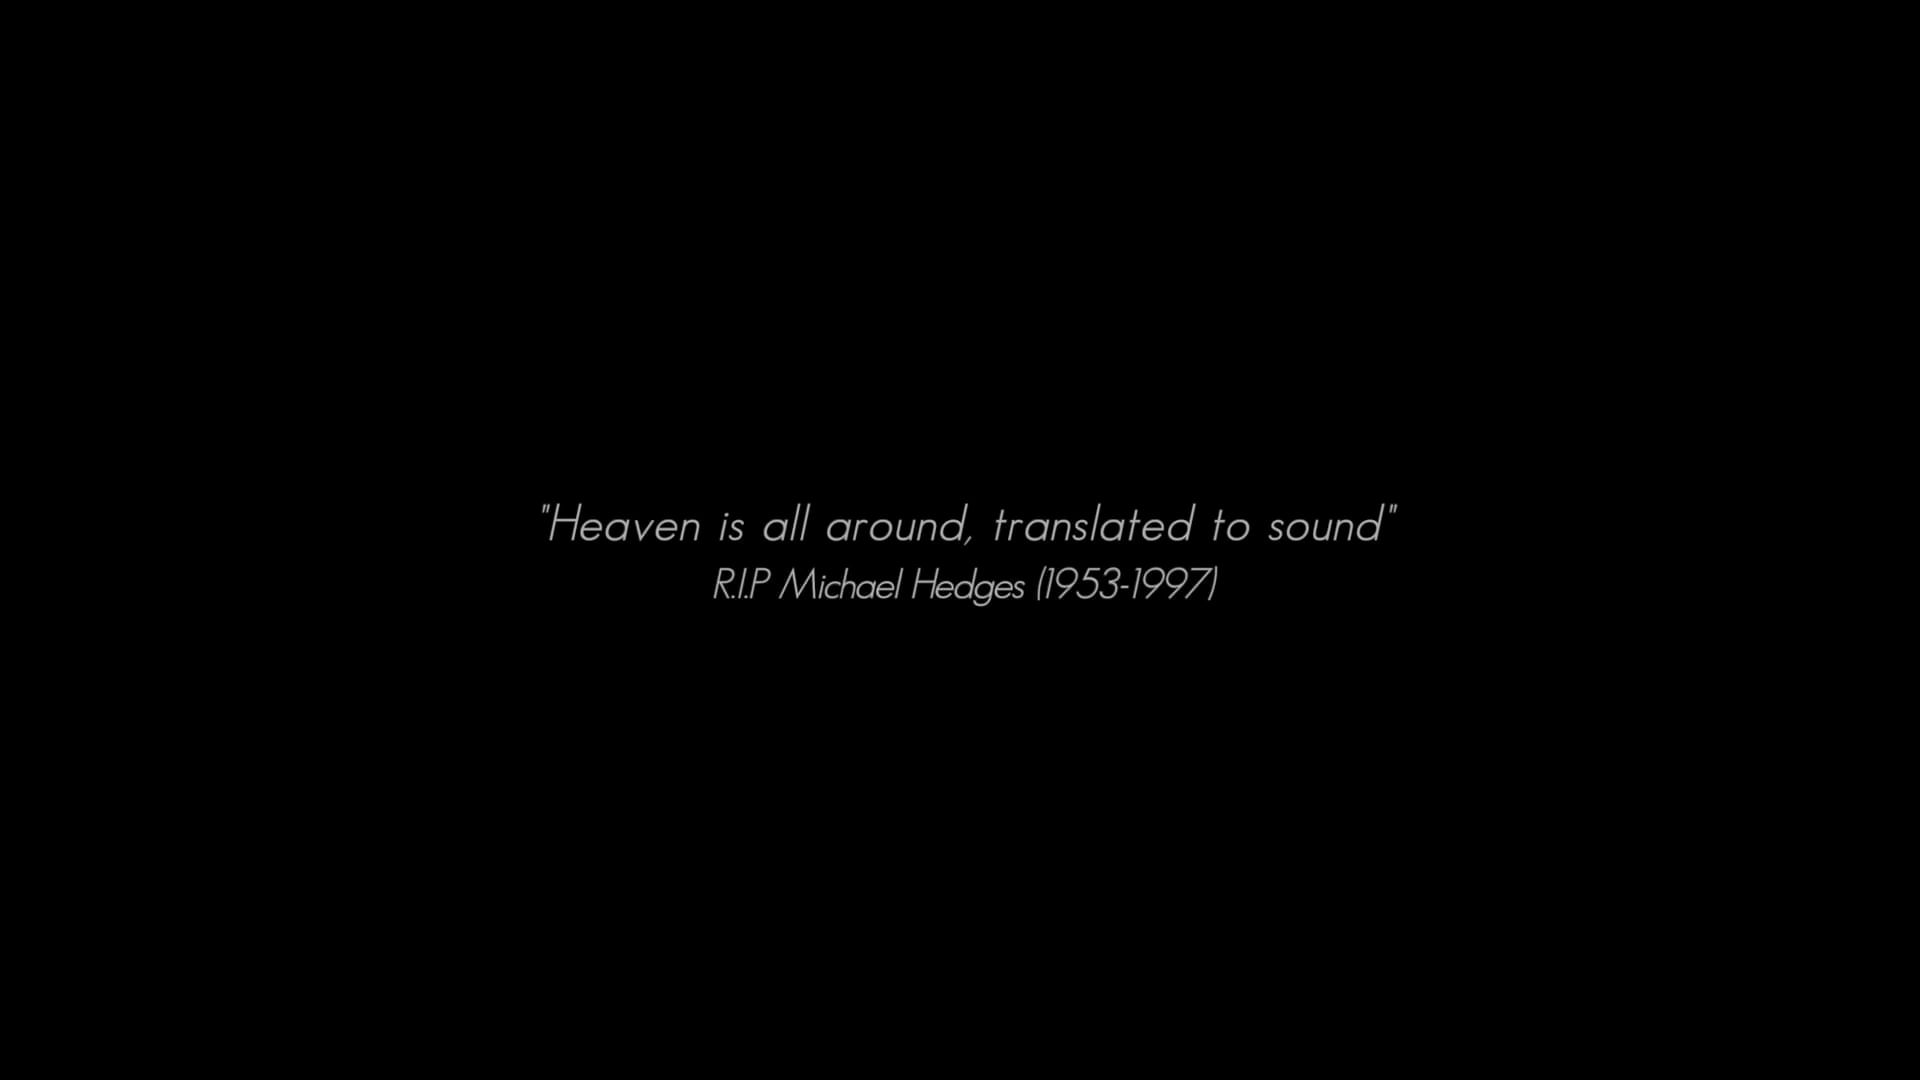 "Heaven is all around, translated to sound"
R.I.P Michael Hedges (1953-1997)